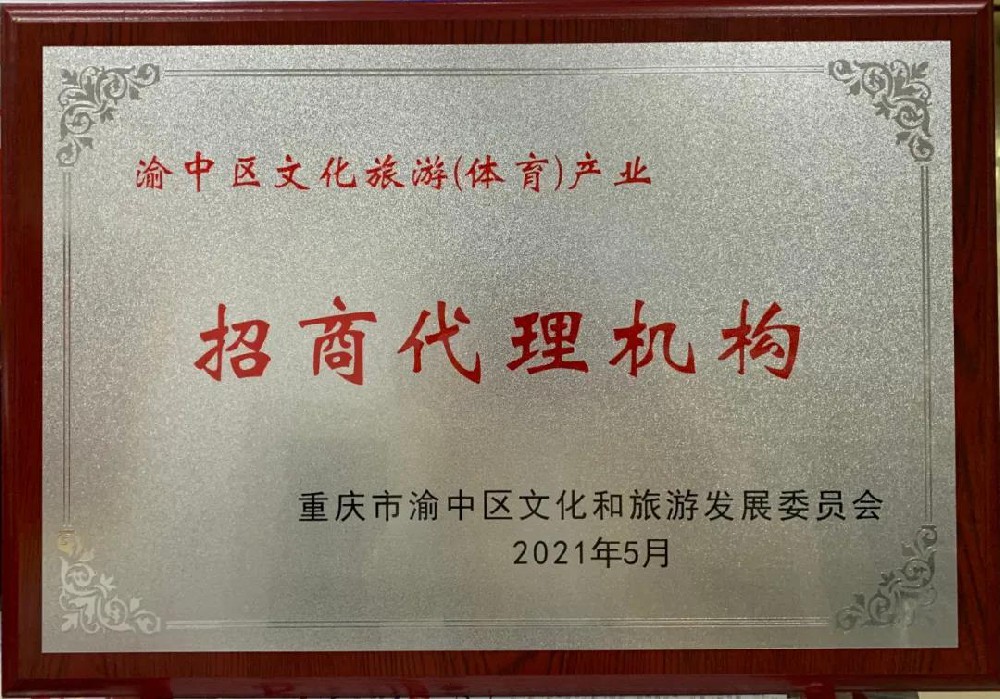 渝中区文化旅游(体育)产业
招商代理机构
重庆市渝中区文化和旅游发展委员会
2021年5月